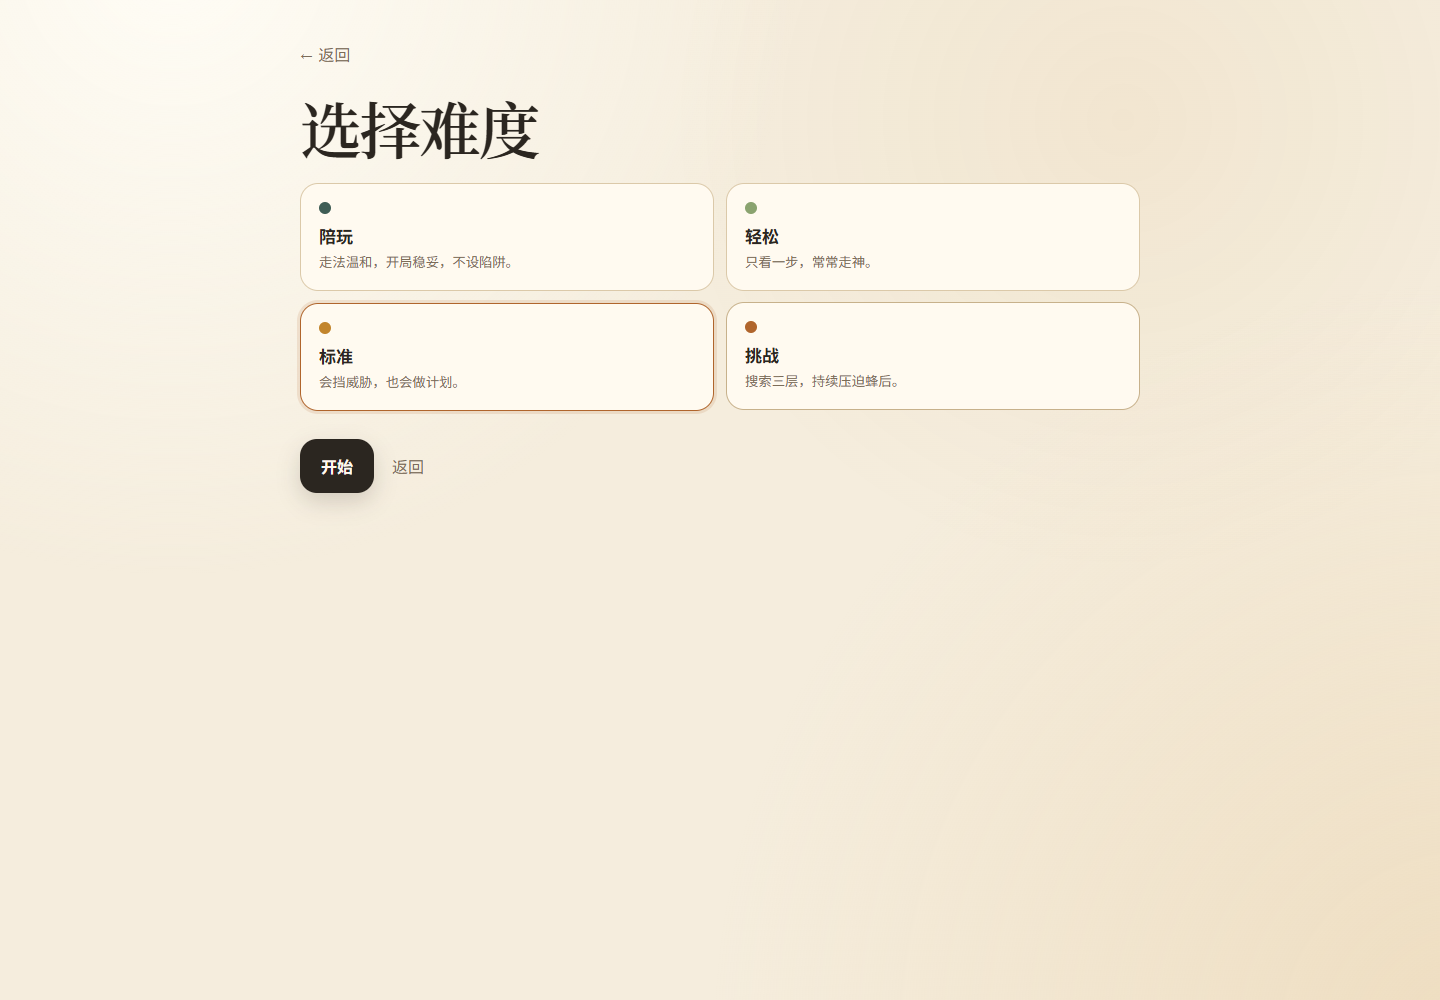 ← 返回
选择难度
陪玩
走法温和，开局稳妥，不设陷阱。
轻松
只看一步，常常走神。
标准
会挡威胁，也会做计划。
挑战
搜索三层，持续压迫蜂后。
开始
返回